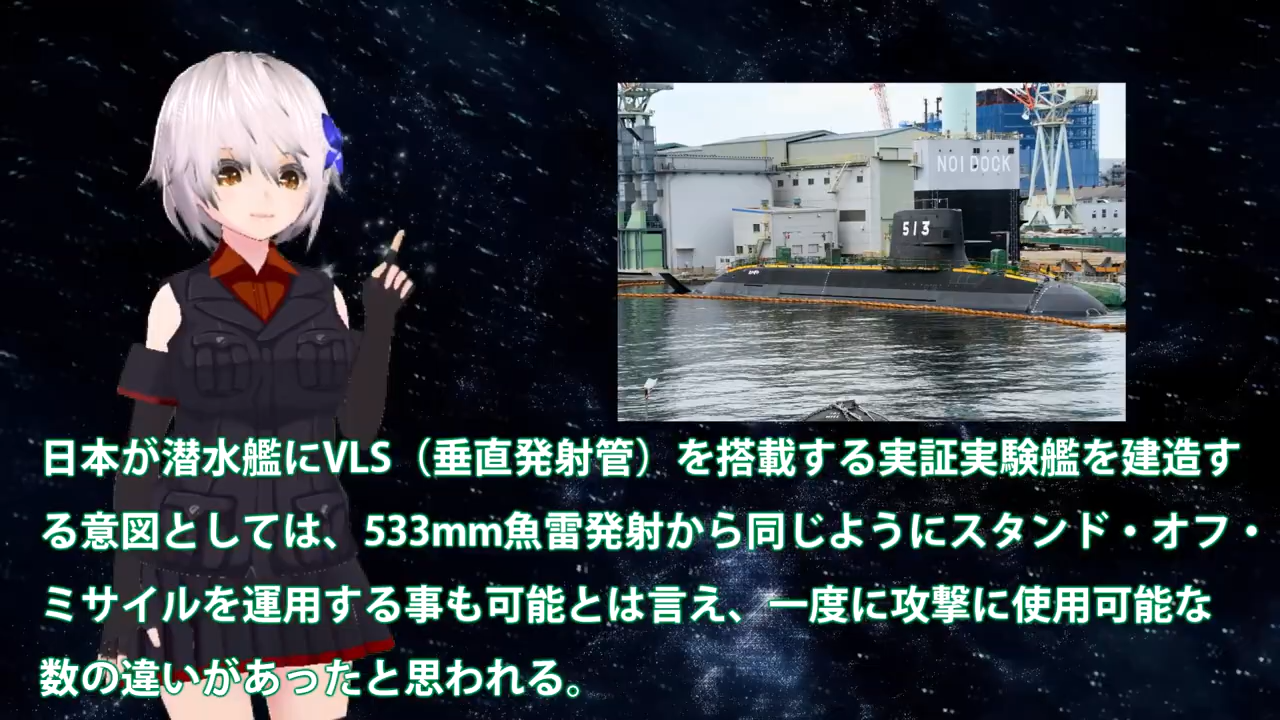 NOI DOCK
513
日本が潜水艦にVLS（垂直発射管）を搭載する実証実験艦を建造す
る意図としては、533mm魚雷発射から同じようにスタンド・オフ・
ミサイルを運用する事も可能とは言え、一度に攻撃に使用可能な
数の違いがあったと思われる。